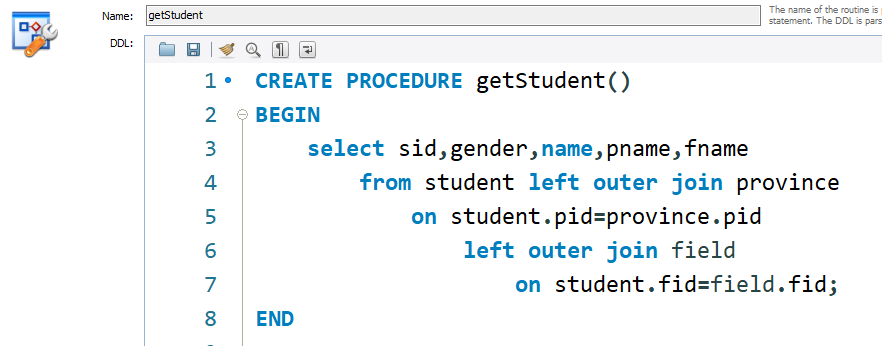 Name: getStudent
The name of the routine is
statement. The DDL is pars
DDL:
1 CREATE PROCEDURE getStudent()
2 BEGIN
3 select sid,gender,name,pname,fname
4 from student left outer join province
5 on student.pid=province.pid
6 left outer join field
7 on student.fid=field.fid;
8 END